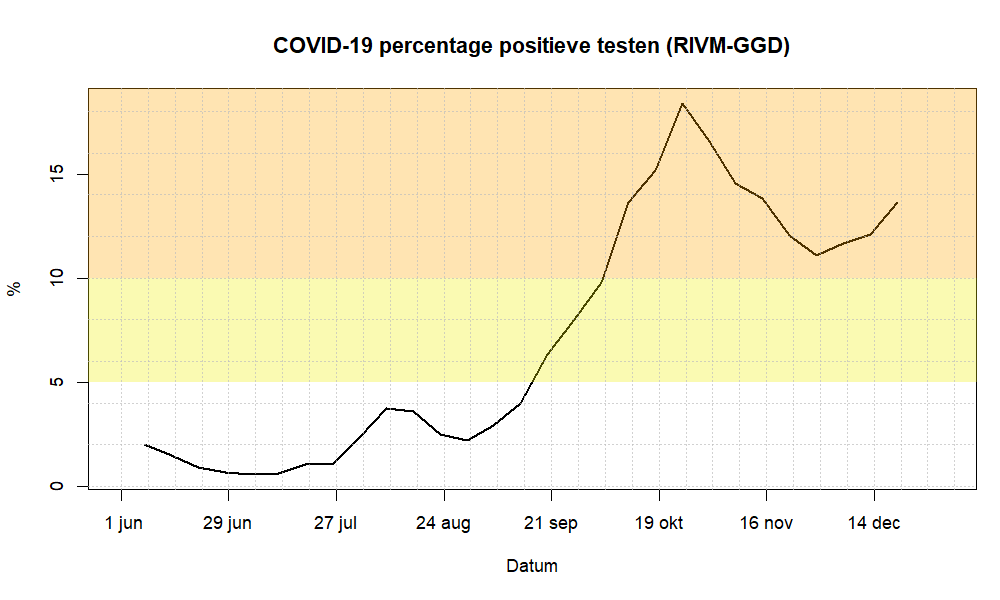 COVID-19 percentage positieve testen (RIVM-GGD)
15
10
%
5
0
1 jun 29 jun 27 jul 24 aug 21 sep 19 okt 16 nov 14 dec
Datum